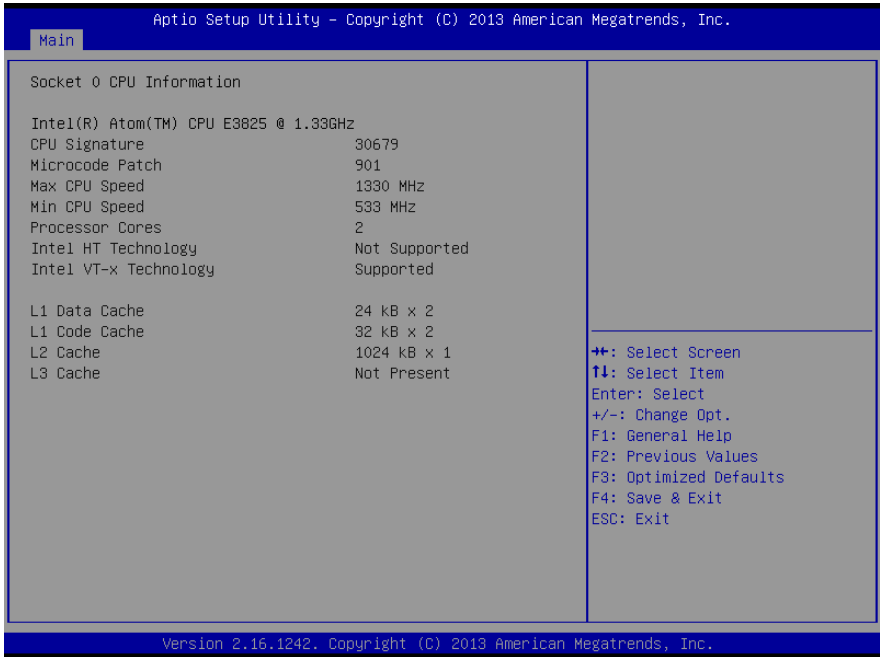 Aptio Setup Utility – Copyright (C) 2013 American Megatrends, Inc.
Main
Socket 0 CPU Information
Intel(R) Atom(TM) CPU E3825 @ 1.33GHz
CPU Signature 30679
Microcode Patch 901
Max CPU Speed 1330 MHz
Min CPU Speed 533 MHz
Processor Cores 2
Intel HT Technology Not Supported
Intel VT-x Technology Supported
L1 Data Cache 24 kB x 2
L1 Code Cache 32 kB x 2
L2 Cache 1024 kB x 1
L3 Cache Not Present
→←: Select Screen
↑↓: Select Item
Enter: Select
+/-: Change Opt.
F1: General Help
F2: Previous Values
F3: Optimized Defaults
F4: Save & Exit
ESC: Exit
Version 2.16.1242. Copyright (C) 2013 American Megatrends, Inc.